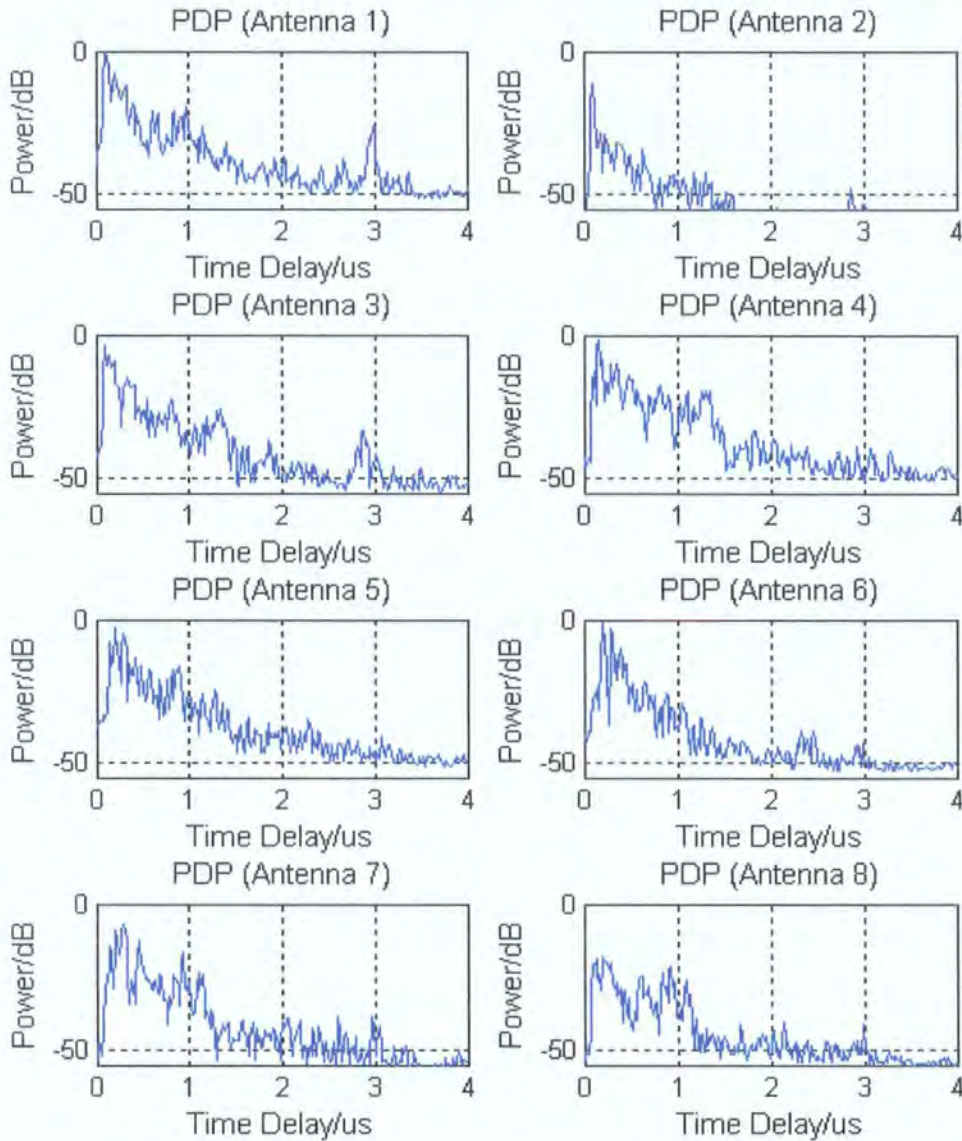 PDP (Antenna 1)
0
Power/dB
-50
0 1 2 3 4
Time Delay/us
PDP (Antenna 2)
0
Power/dB
-50
0 1 2 3 4
Time Delay/us
PDP (Antenna 3)
0
Power/dB
-50
0 1 2 3 4
Time Delay/us
PDP (Antenna 4)
0
Power/dB
-50
0 1 2 3 4
Time Delay/us
PDP (Antenna 5)
0
Power/dB
-50
0 1 2 3 4
Time Delay/us
PDP (Antenna 6)
0
Power/dB
-50
0 1 2 3 4
Time Delay/us
PDP (Antenna 7)
0
Power/dB
-50
0 1 2 3 4
Time Delay/us
PDP (Antenna 8)
0
Power/dB
-50
0 1 2 3 4
Time Delay/us